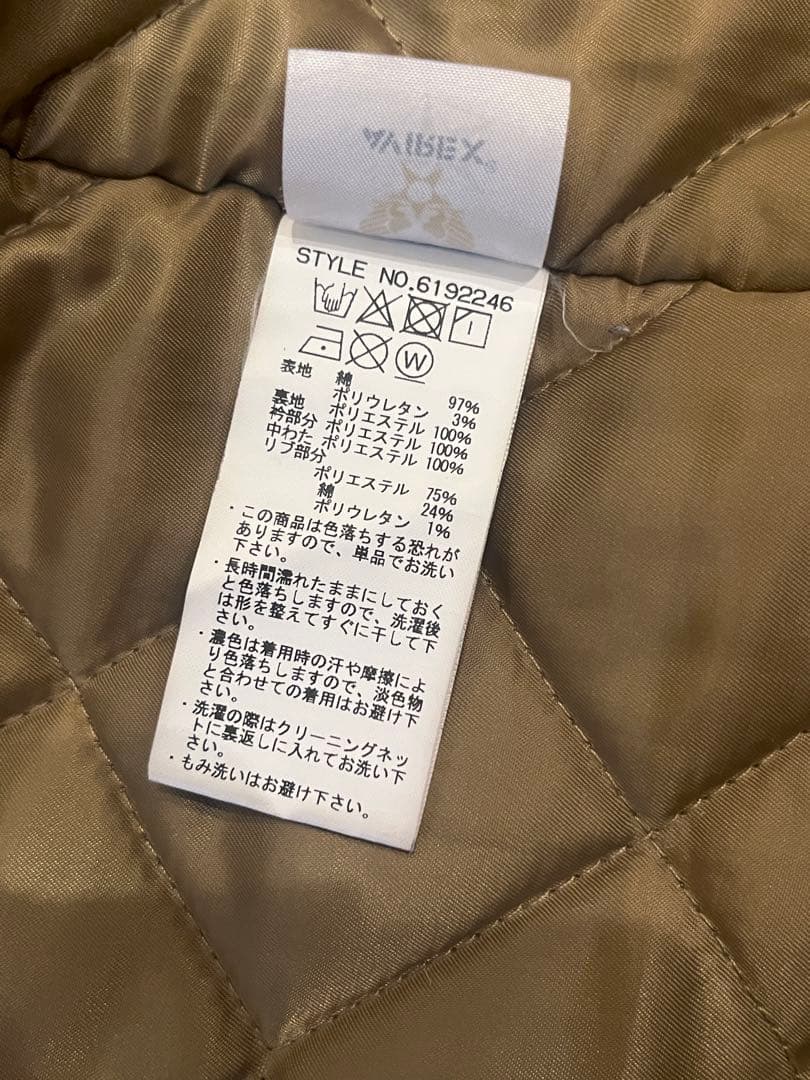 AVIREX
STYLE NO.6192246
W
表地 綿 97%
ポリウレタン 3%
裏地 ポリエステル 100%
衿部分 ポリエステル 100%
中わた ポリエステル 100%
リブ部分
ポリエステル 75%
綿 24%
ポリウレタン 1%
・この商品は色落ちする恐れが
ありますので、単品でお洗い
下さい。
・長時間濡れたままにしておく
と色落ちしますので、洗濯後
は形を整えてすぐに干して下
さい。
・濃色は着用時の汗や摩擦によ
り色落ちしますので、淡色物
と合わせての着用はお避け下
さい。
・洗濯の際はクリーニングネッ
トに裏返しに入れてお洗い下
さい。
・もみ洗いはお避け下さい。